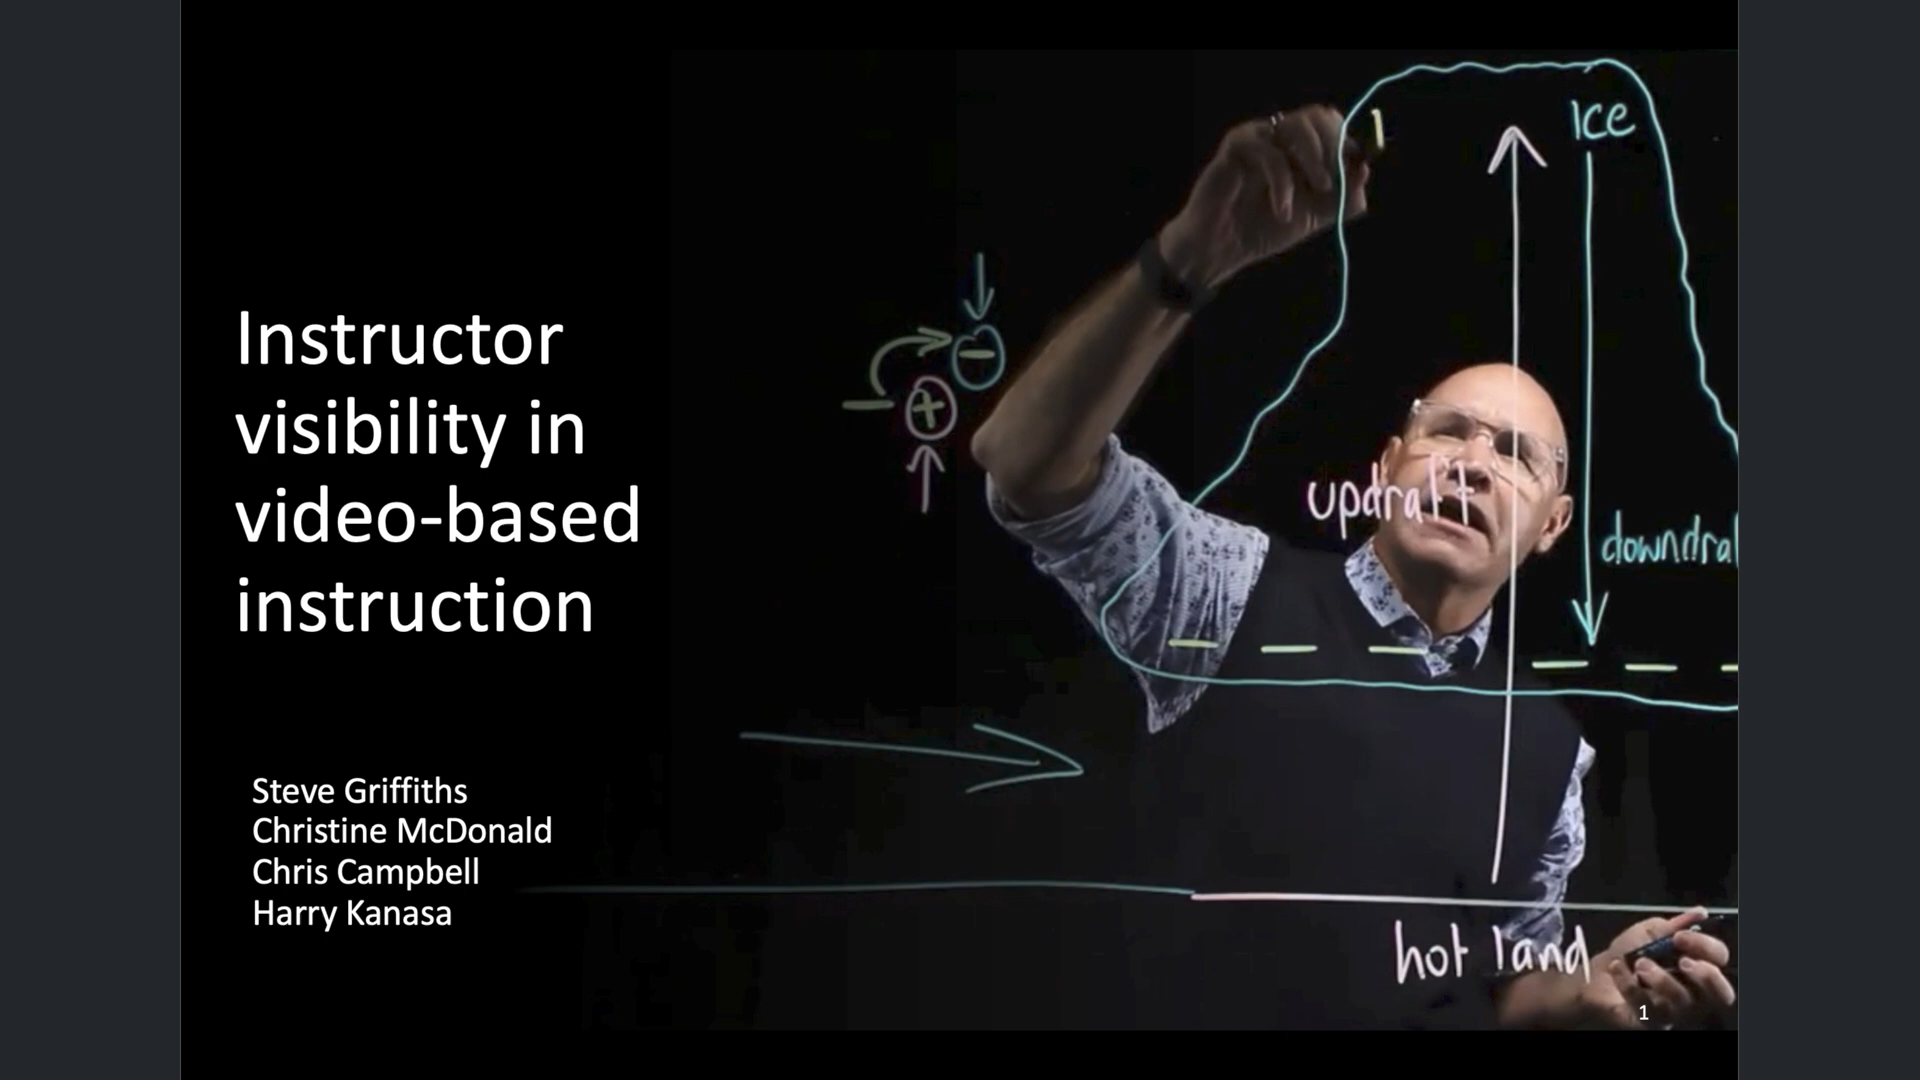 Instructor
visibility in
video-based
instruction
Steve Griffiths
Christine McDonald
Chris Campbell
Harry Kanasa
Ice
updraft
downdra
hot land
1